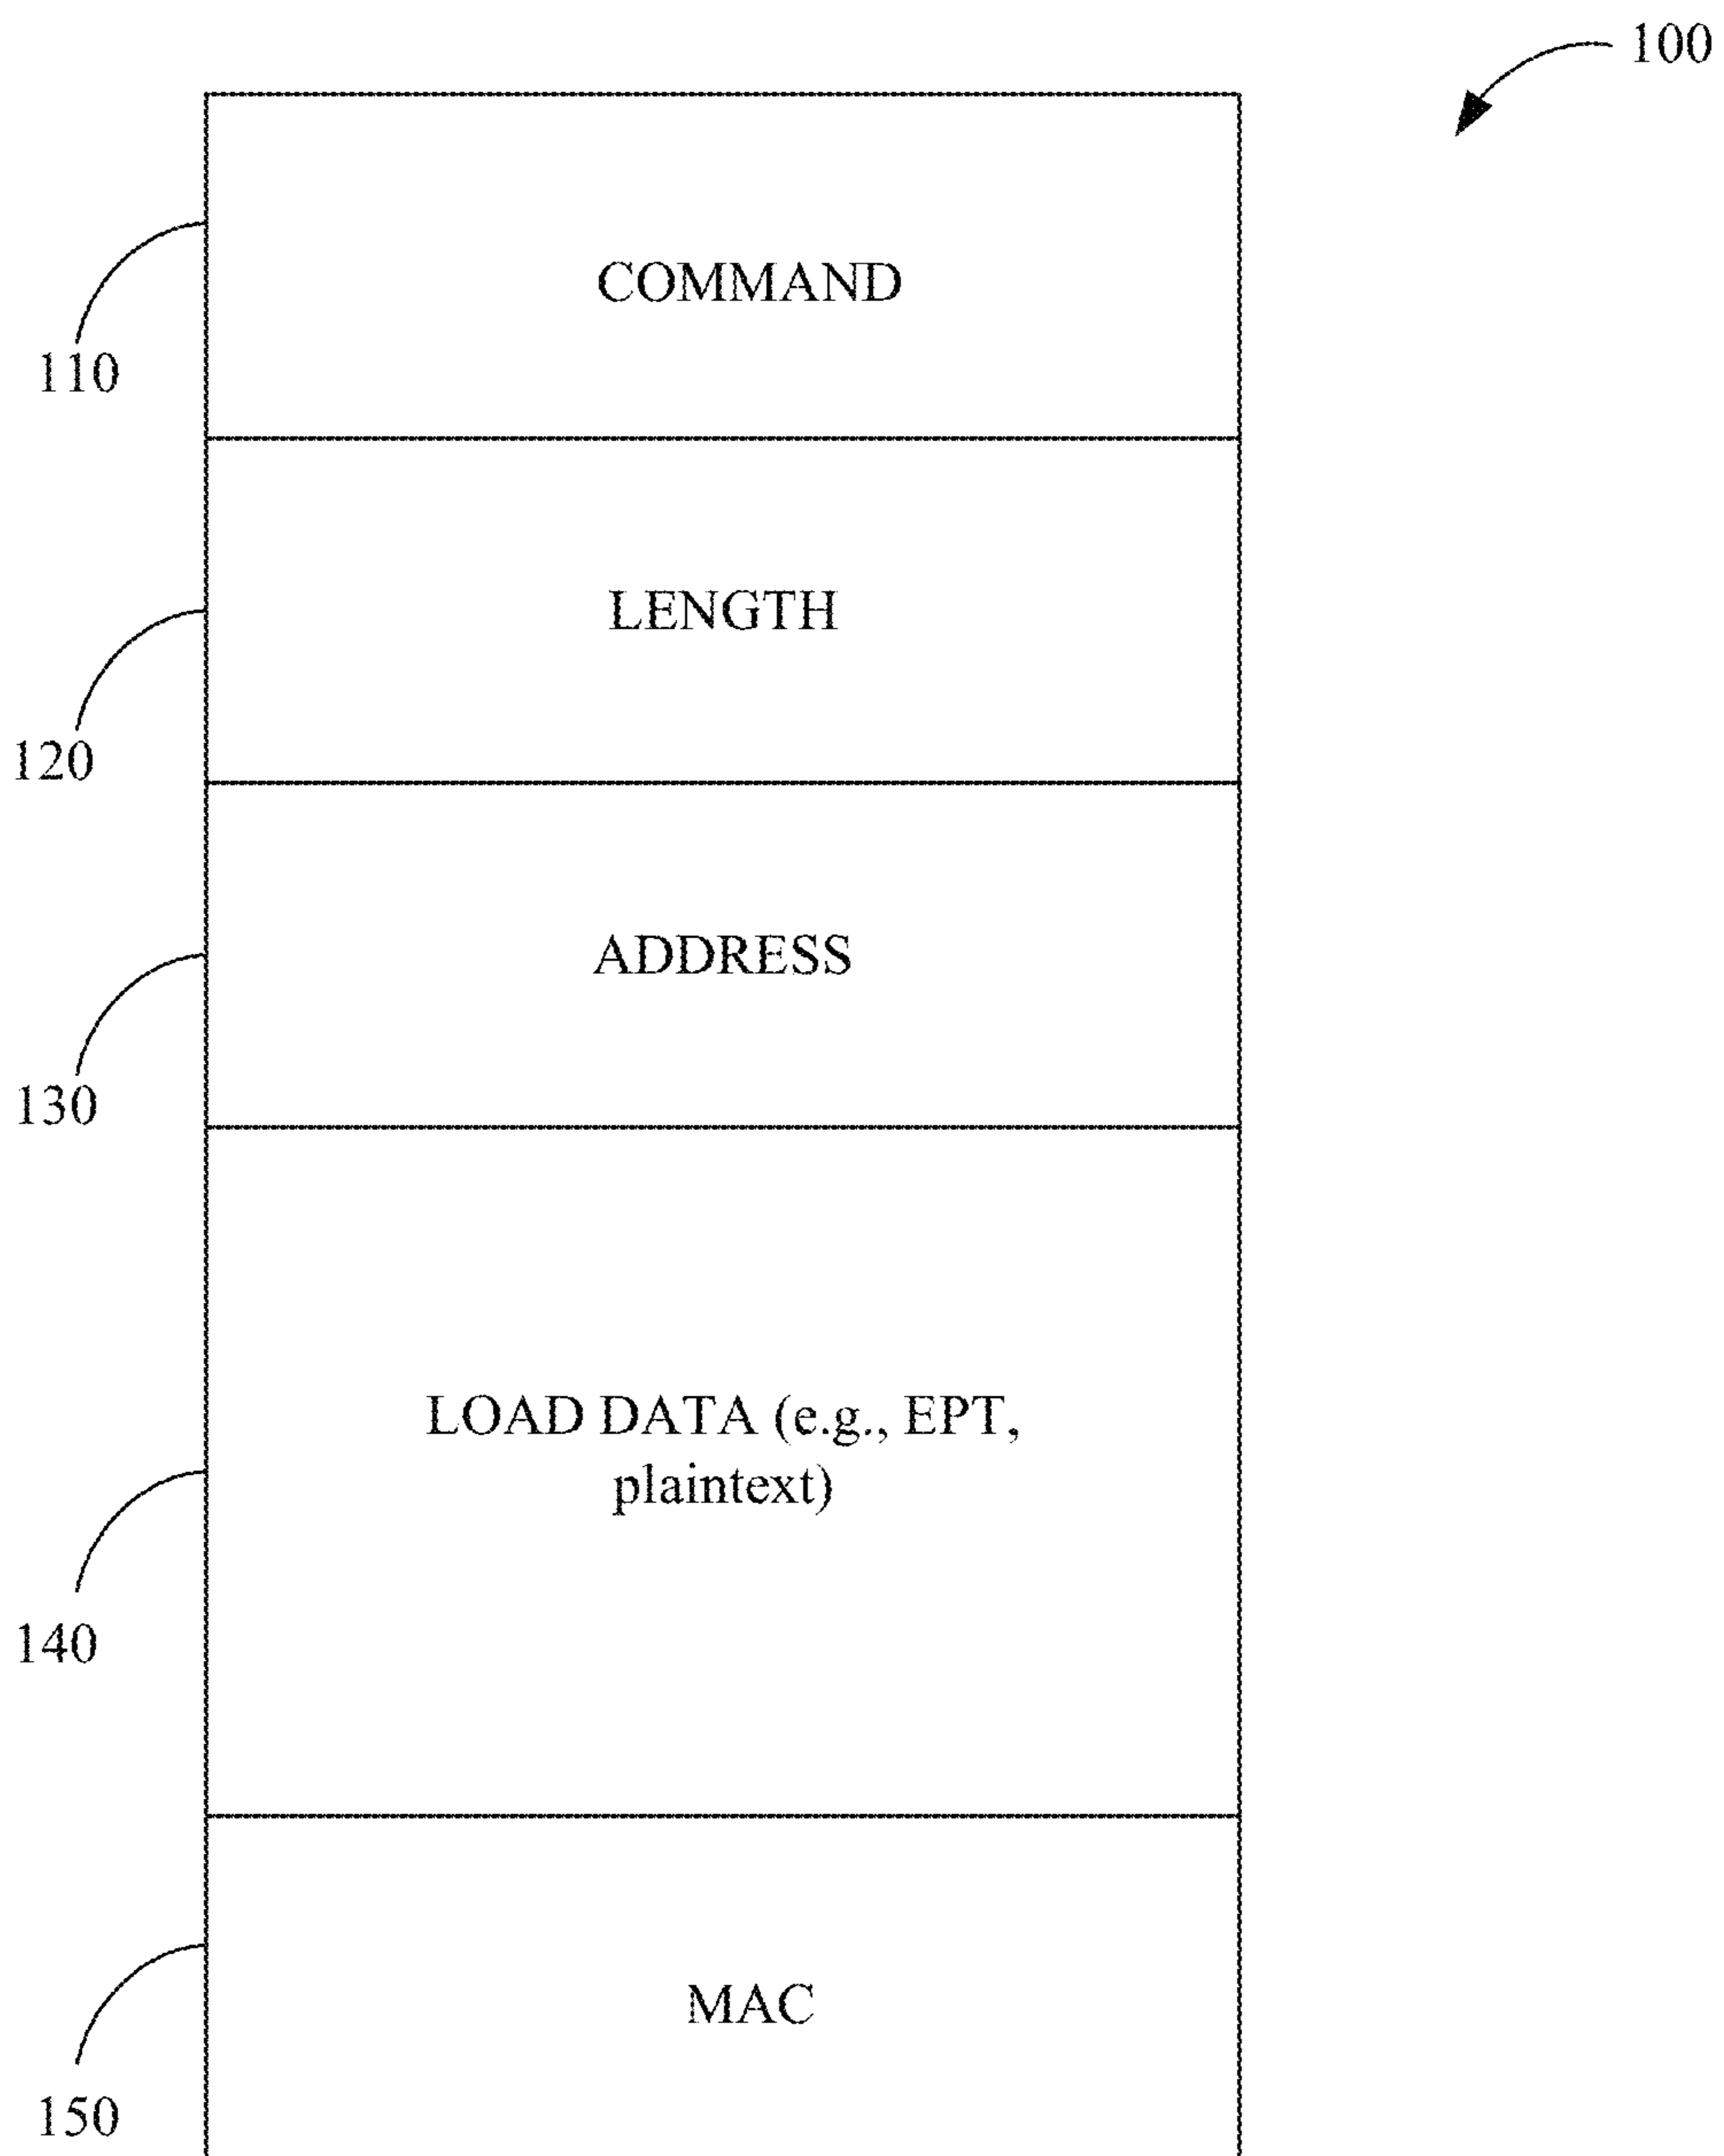 100
COMMAND
110
LENGTH
120
ADDRESS
130
LOAD DATA (e.g., EPT,
plaintext)
140
MAC
150